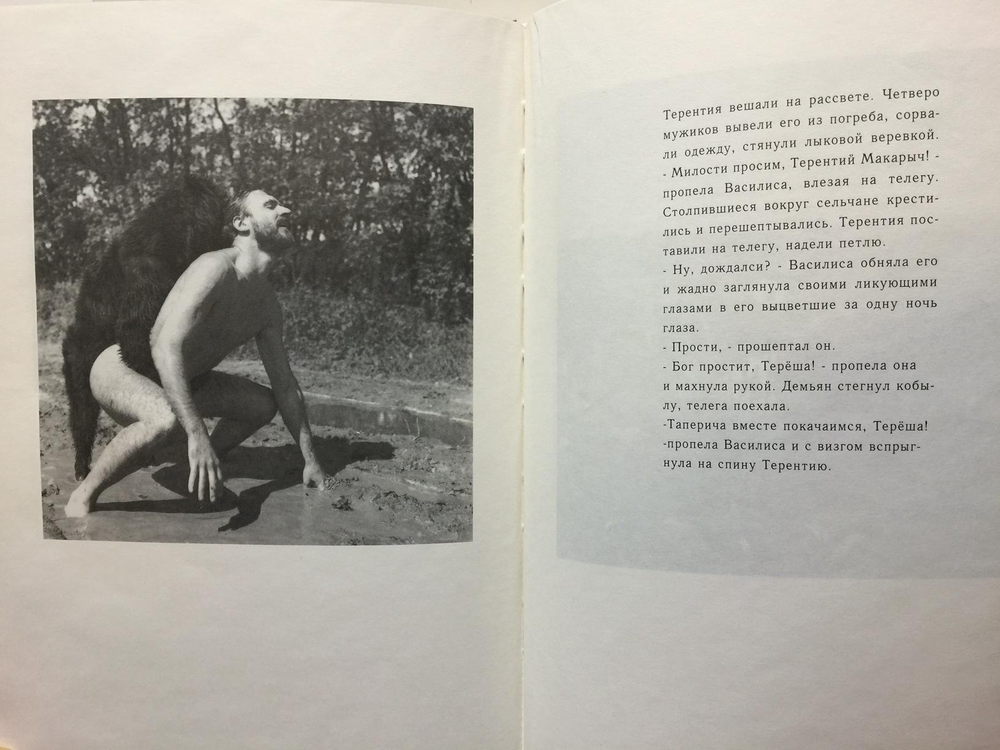 Терентия вешали на рассвете. Четверо
мужиков вывели его из погреба, сорва-
ли одежду, стянули лыковой веревкой.
- Милости просим, Терентий Макарыч! -
пропела Василиса, влезая на телегу.
Столпившиеся вокруг сельчане крести-
лись и перешептывались. Терентия пос-
тавили на телегу, надели петлю.
- Ну, дождалси? - Василиса обняла его
и жадно заглянула своими ликующими
глазами в его выцветшие за одну ночь
глаза.
- Прости, - прошептал он.
- Бог простит, Терёша! - пропела она
и махнула рукой. Демьян стегнул кобы-
лу, телега поехала.
-Таперича вместе покачаимся, Терёша!
-пропела Василиса и с визгом вспрыг-
нула на спину Терентию.